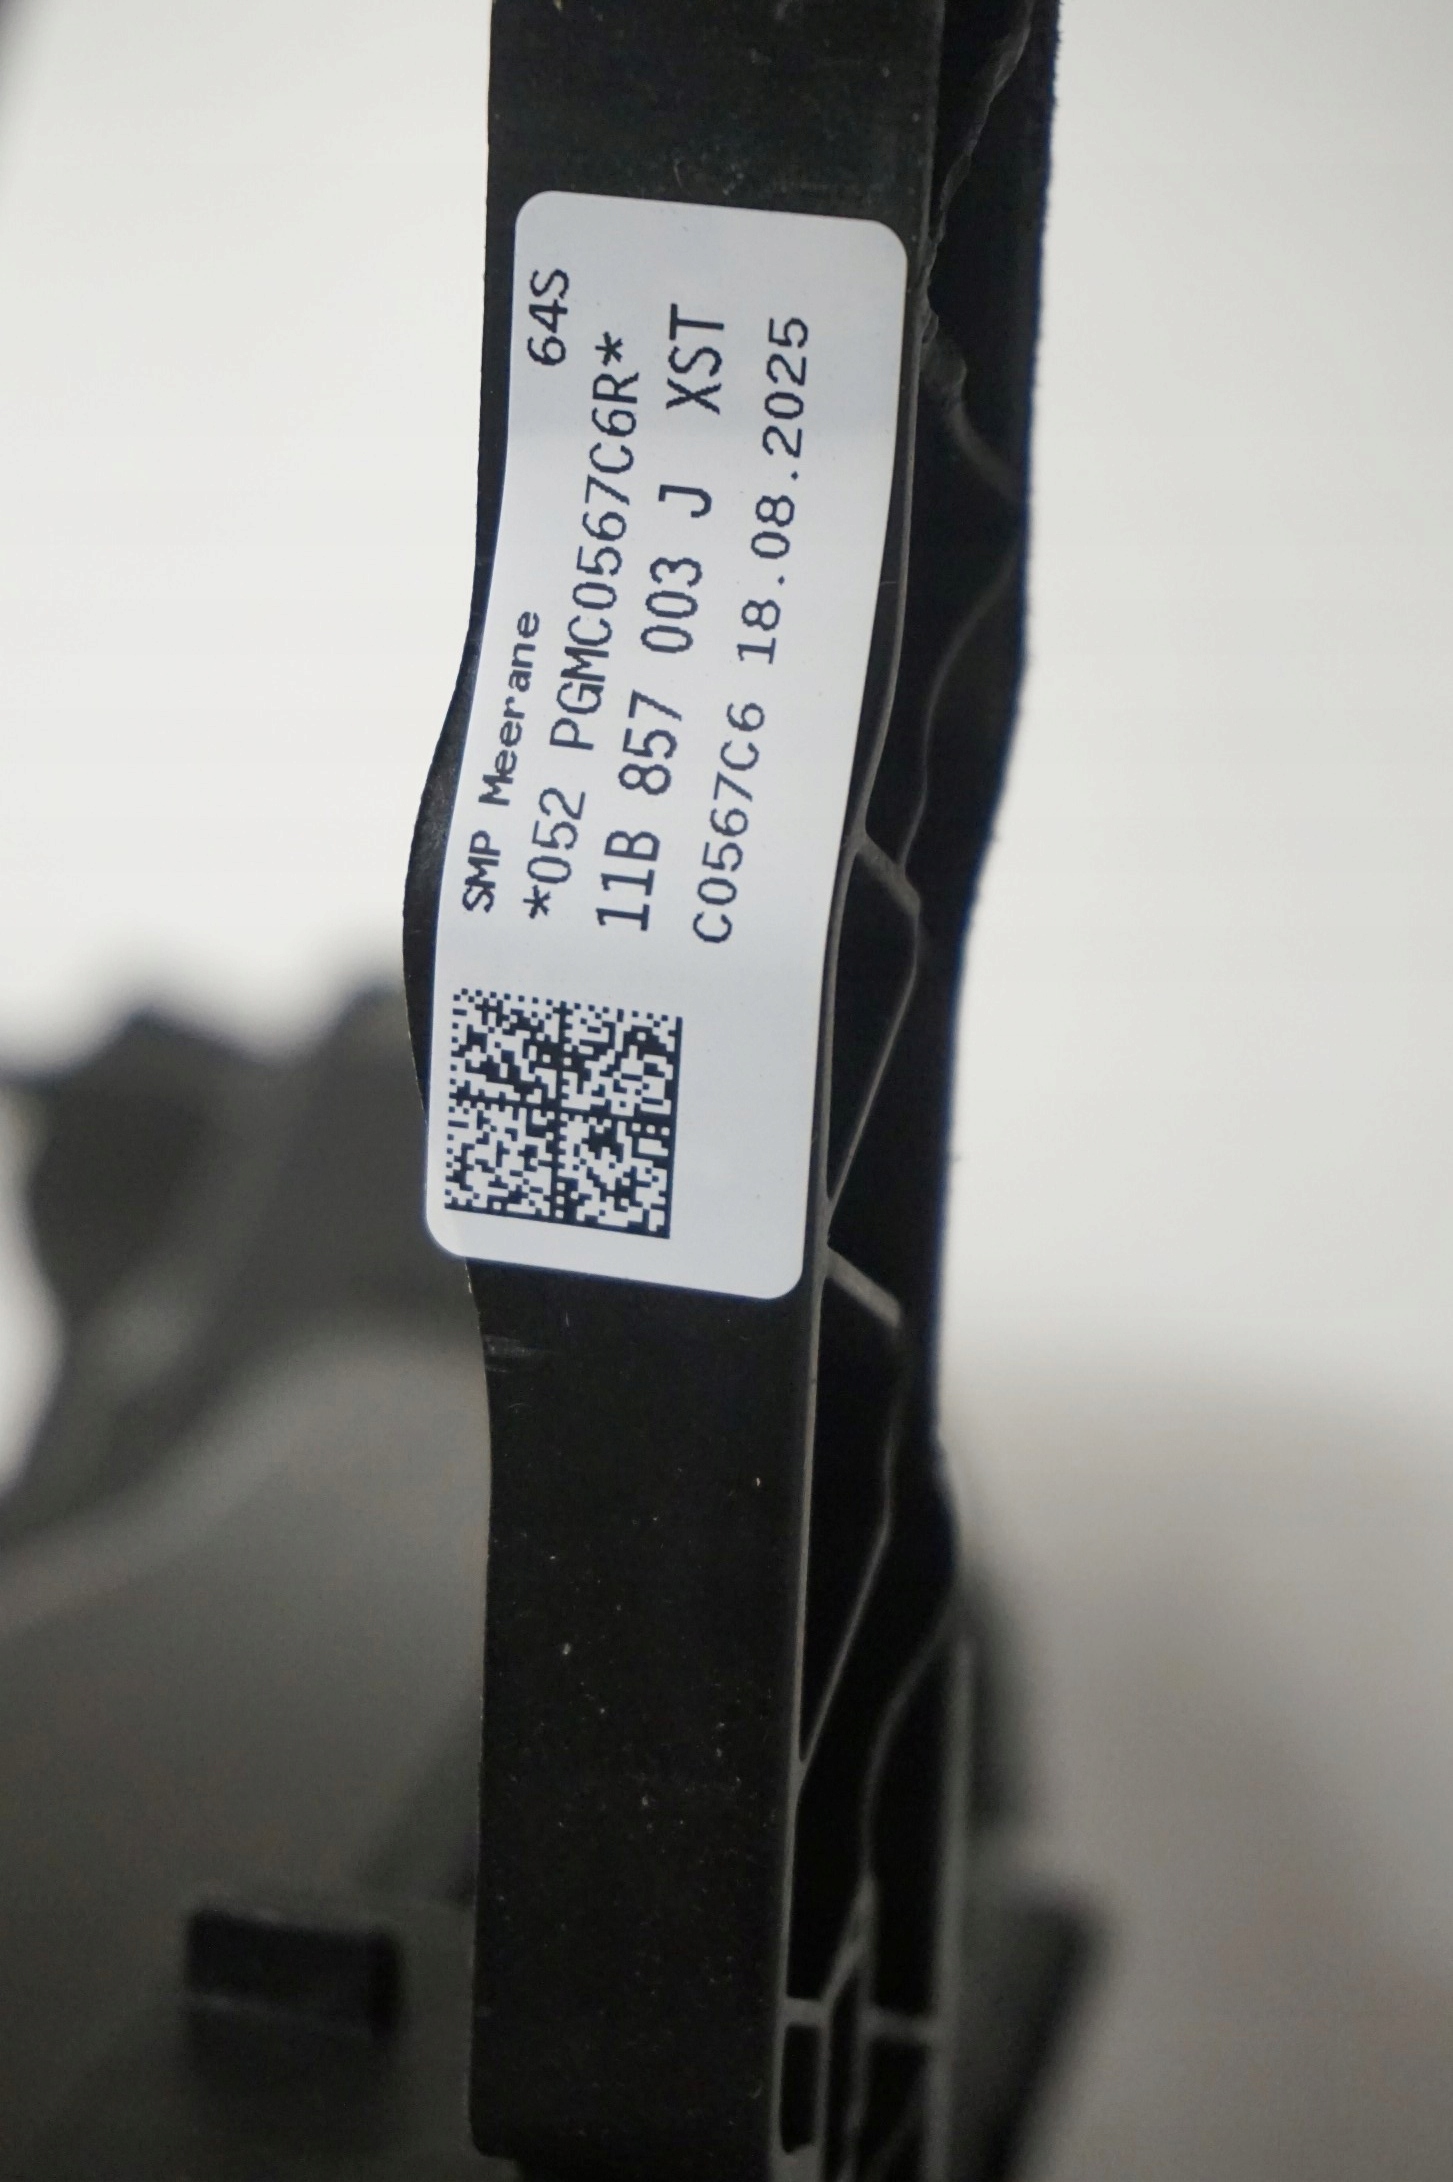 SMP Meerane 64S
*052 PGMC0567C6R*
11B 857 003 J XST
C0567C6 18.08.2025